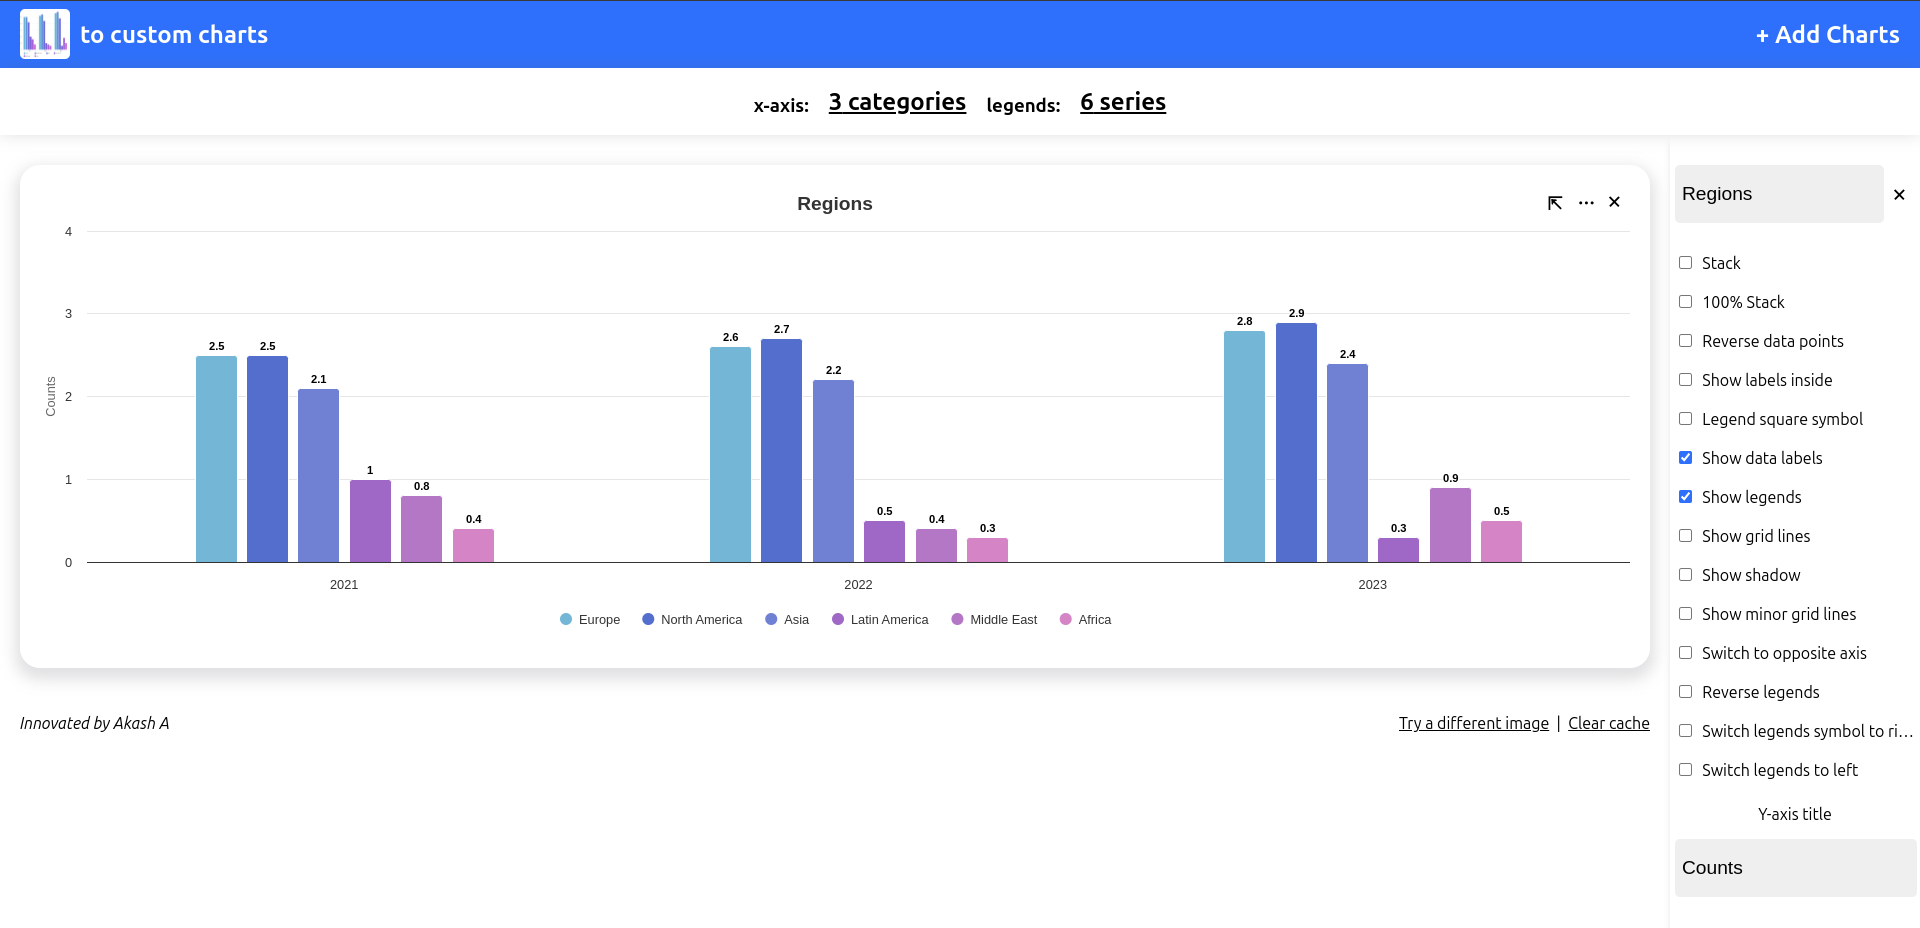 to custom charts
+ Add Charts
x-axis: 3 categories legends: 6 series
Regions
4
3
2
1
0
Counts
2.5 2.5 2.1 1 0.8 0.4
2.6 2.7 2.2 0.5 0.4 0.3
2.8 2.9 2.4 0.3 0.9 0.5
2021 2022 2023
Europe North America Asia Latin America Middle East Africa
Innovated by Akash A
Try a different image | Clear cache
Regions
Stack
100% Stack
Reverse data points
Show labels inside
Legend square symbol
Show data labels
Show legends
Show grid lines
Show shadow
Show minor grid lines
Switch to opposite axis
Reverse legends
Switch legends symbol to ri...
Switch legends to left
Y-axis title
Counts